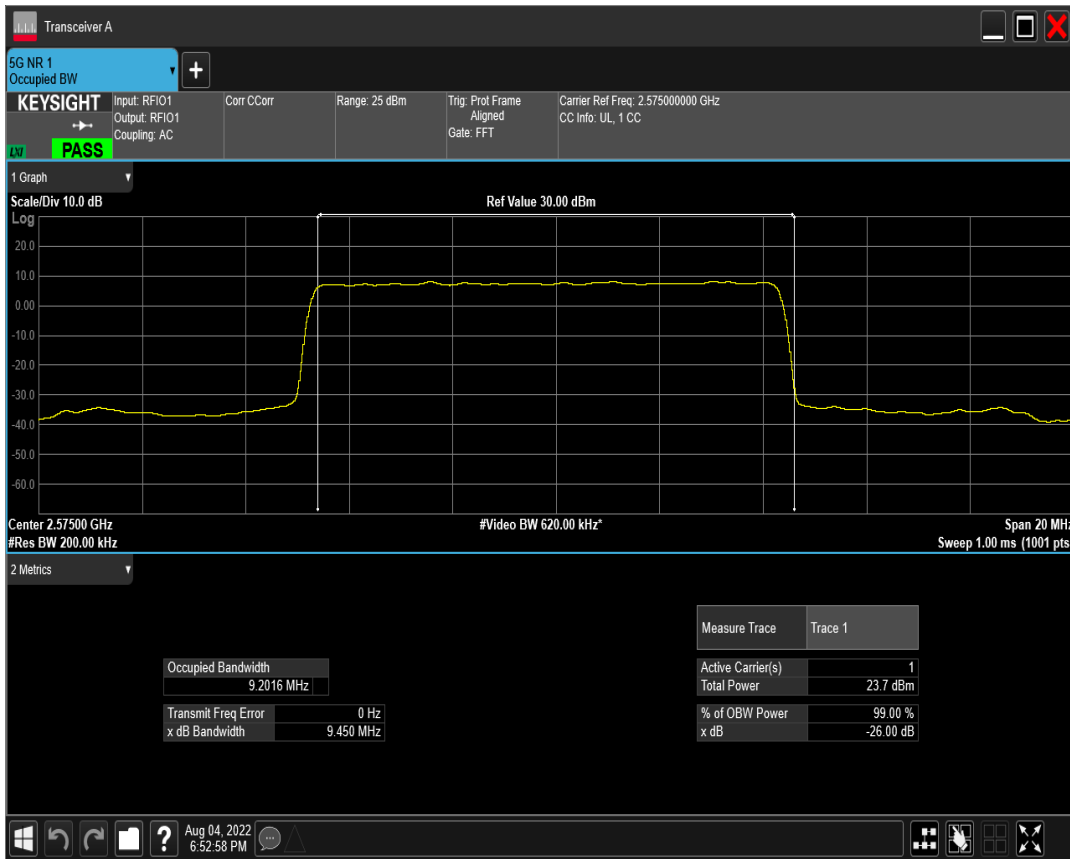 Transceiver A
5G NR 1
Occupied BW
KEYSIGHT
LXI
PASS
Input: RFIO1
Output: RFIO1
Coupling: AC
Corr CCorr
Range: 25 dBm
Trig: Prot Frame
Aligned
Gate: FFT
Carrier Ref Freq: 2.575000000 GHz
CC Info: UL, 1 CC
1 Graph
Scale/Div 10.0 dB
Ref Value 30.00 dBm
Log
20.0
10.0
0.00
-10.0
-20.0
-30.0
-40.0
-50.0
-60.0
Center 2.57500 GHz
#Video BW 620.00 kHz*
Span 20 MHz
#Res BW 200.00 kHz
Sweep 1.00 ms (1001 pts
2 Metrics
Measure Trace Trace 1
Occupied Bandwidth
9.2016 MHz
Active Carrier(s) 1
Total Power 23.7 dBm
Transmit Freq Error 0 Hz
x dB Bandwidth 9.450 MHz
% of OBW Power 99.00 %
x dB -26.00 dB
Aug 04, 2022
6:52:58 PM